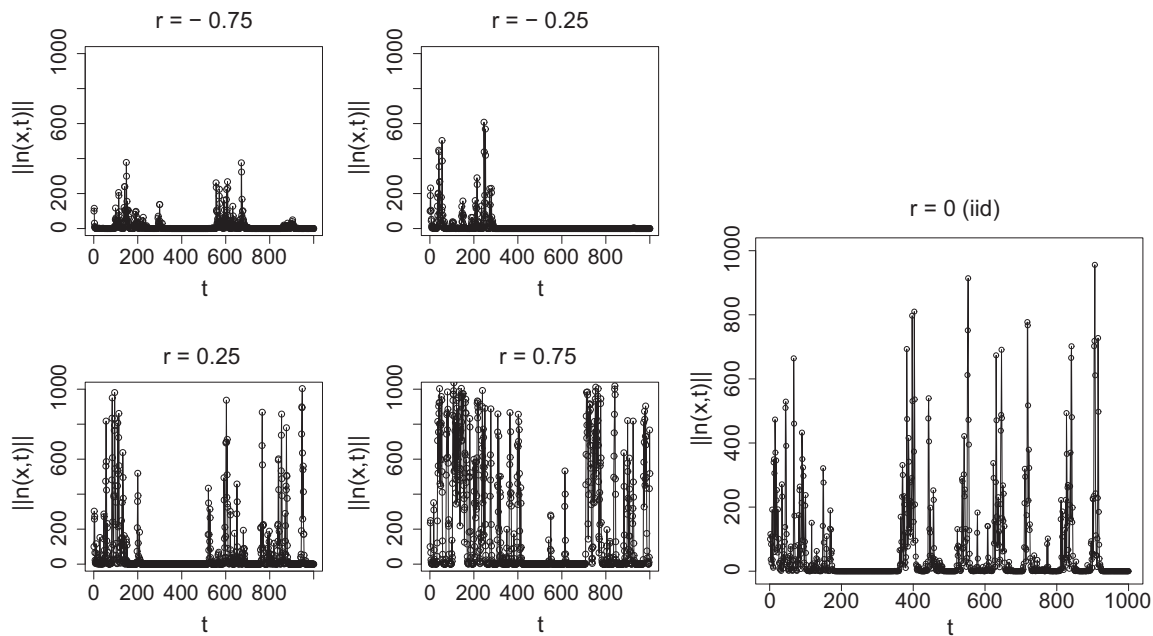 r = − 0.75
||n(x,t)||
0 200 600 1000
0 200 400 600 800
t
r = − 0.25
||n(x,t)||
0 200 600 1000
0 200 400 600 800
t
r = 0.25
||n(x,t)||
0 200 600 1000
0 200 400 600 800
t
r = 0.75
||n(x,t)||
0 200 600 1000
0 200 400 600 800
t
r = 0 (iid)
||n(x,t)||
0 200 400 600 800 1000
0 200 400 600 800 1000
t